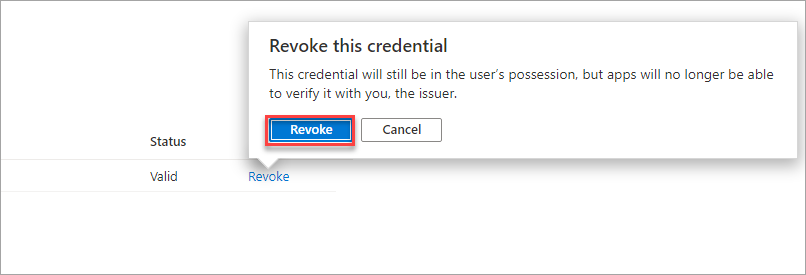 Revoke this credential
This credential will still be in the user’s possession, but apps will no longer be able
to verify it with you, the issuer.
Revoke Cancel
Status
Valid Revoke